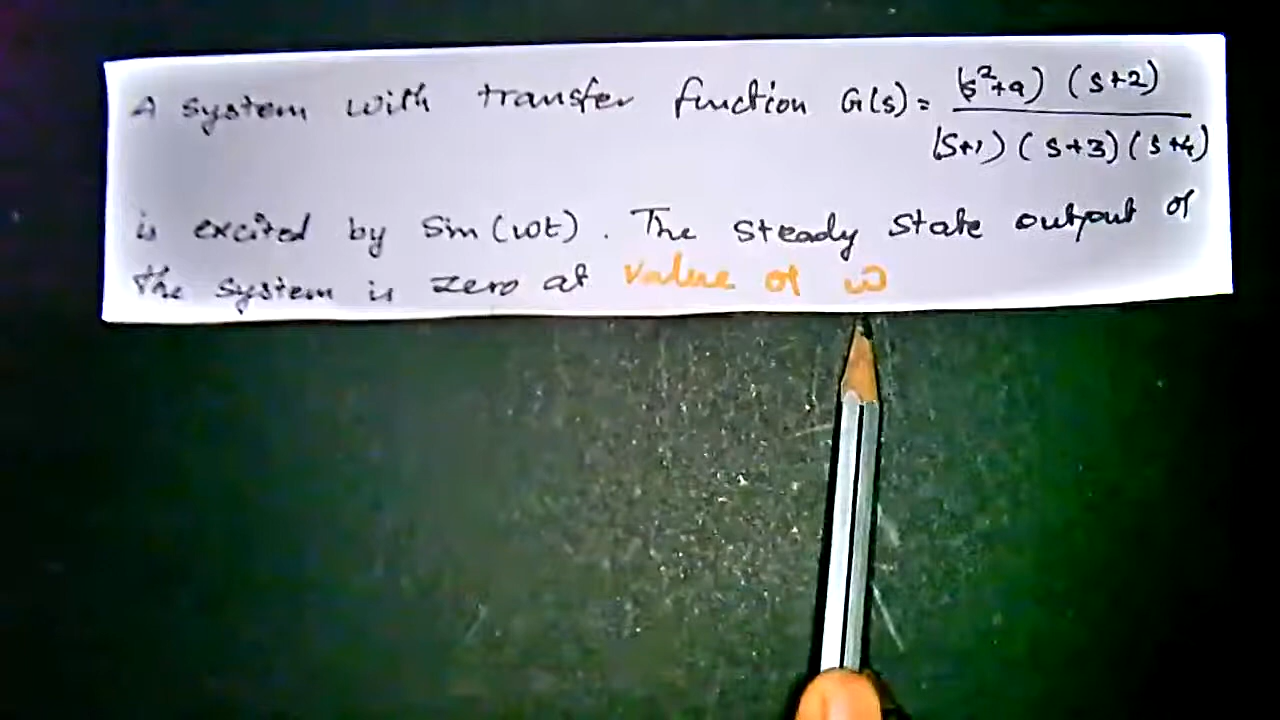 A system with transfer function G(s) = (s²+9) (s+2) / (s+1) (s+3) (s+4)
is excited by Sin(ωt). The steady state output of
the system is zero at value of ω